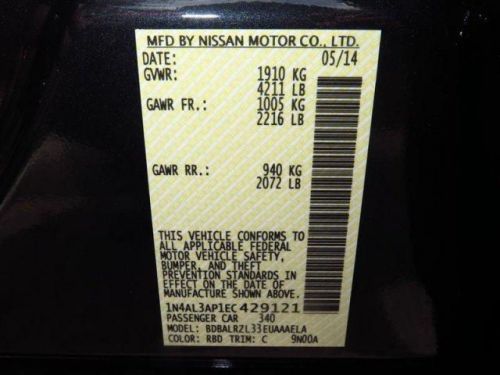 MFD BY NISSAN MOTOR CO., LTD.
DATE: 05/14
GVWR: 1910 KG
4211 LB
GAWR FR.: 1005 KG
2216 LB
GAWR RR.: 940 KG
2072 LB
THIS VEHICLE CONFORMS TO
ALL APPLICABLE FEDERAL
MOTOR VEHICLE SAFETY,
BUMPER, AND THEFT
PREVENTION STANDARDS IN
EFFECT ON THE DATE OF
MANUFACTURE SHOWN ABOVE.
1N4AL3AP1EC429121
PASSENGER CAR 340
MODEL: BDBALRZL33EUAAAELA
COLOR: RBD TRIM: C 9N00A